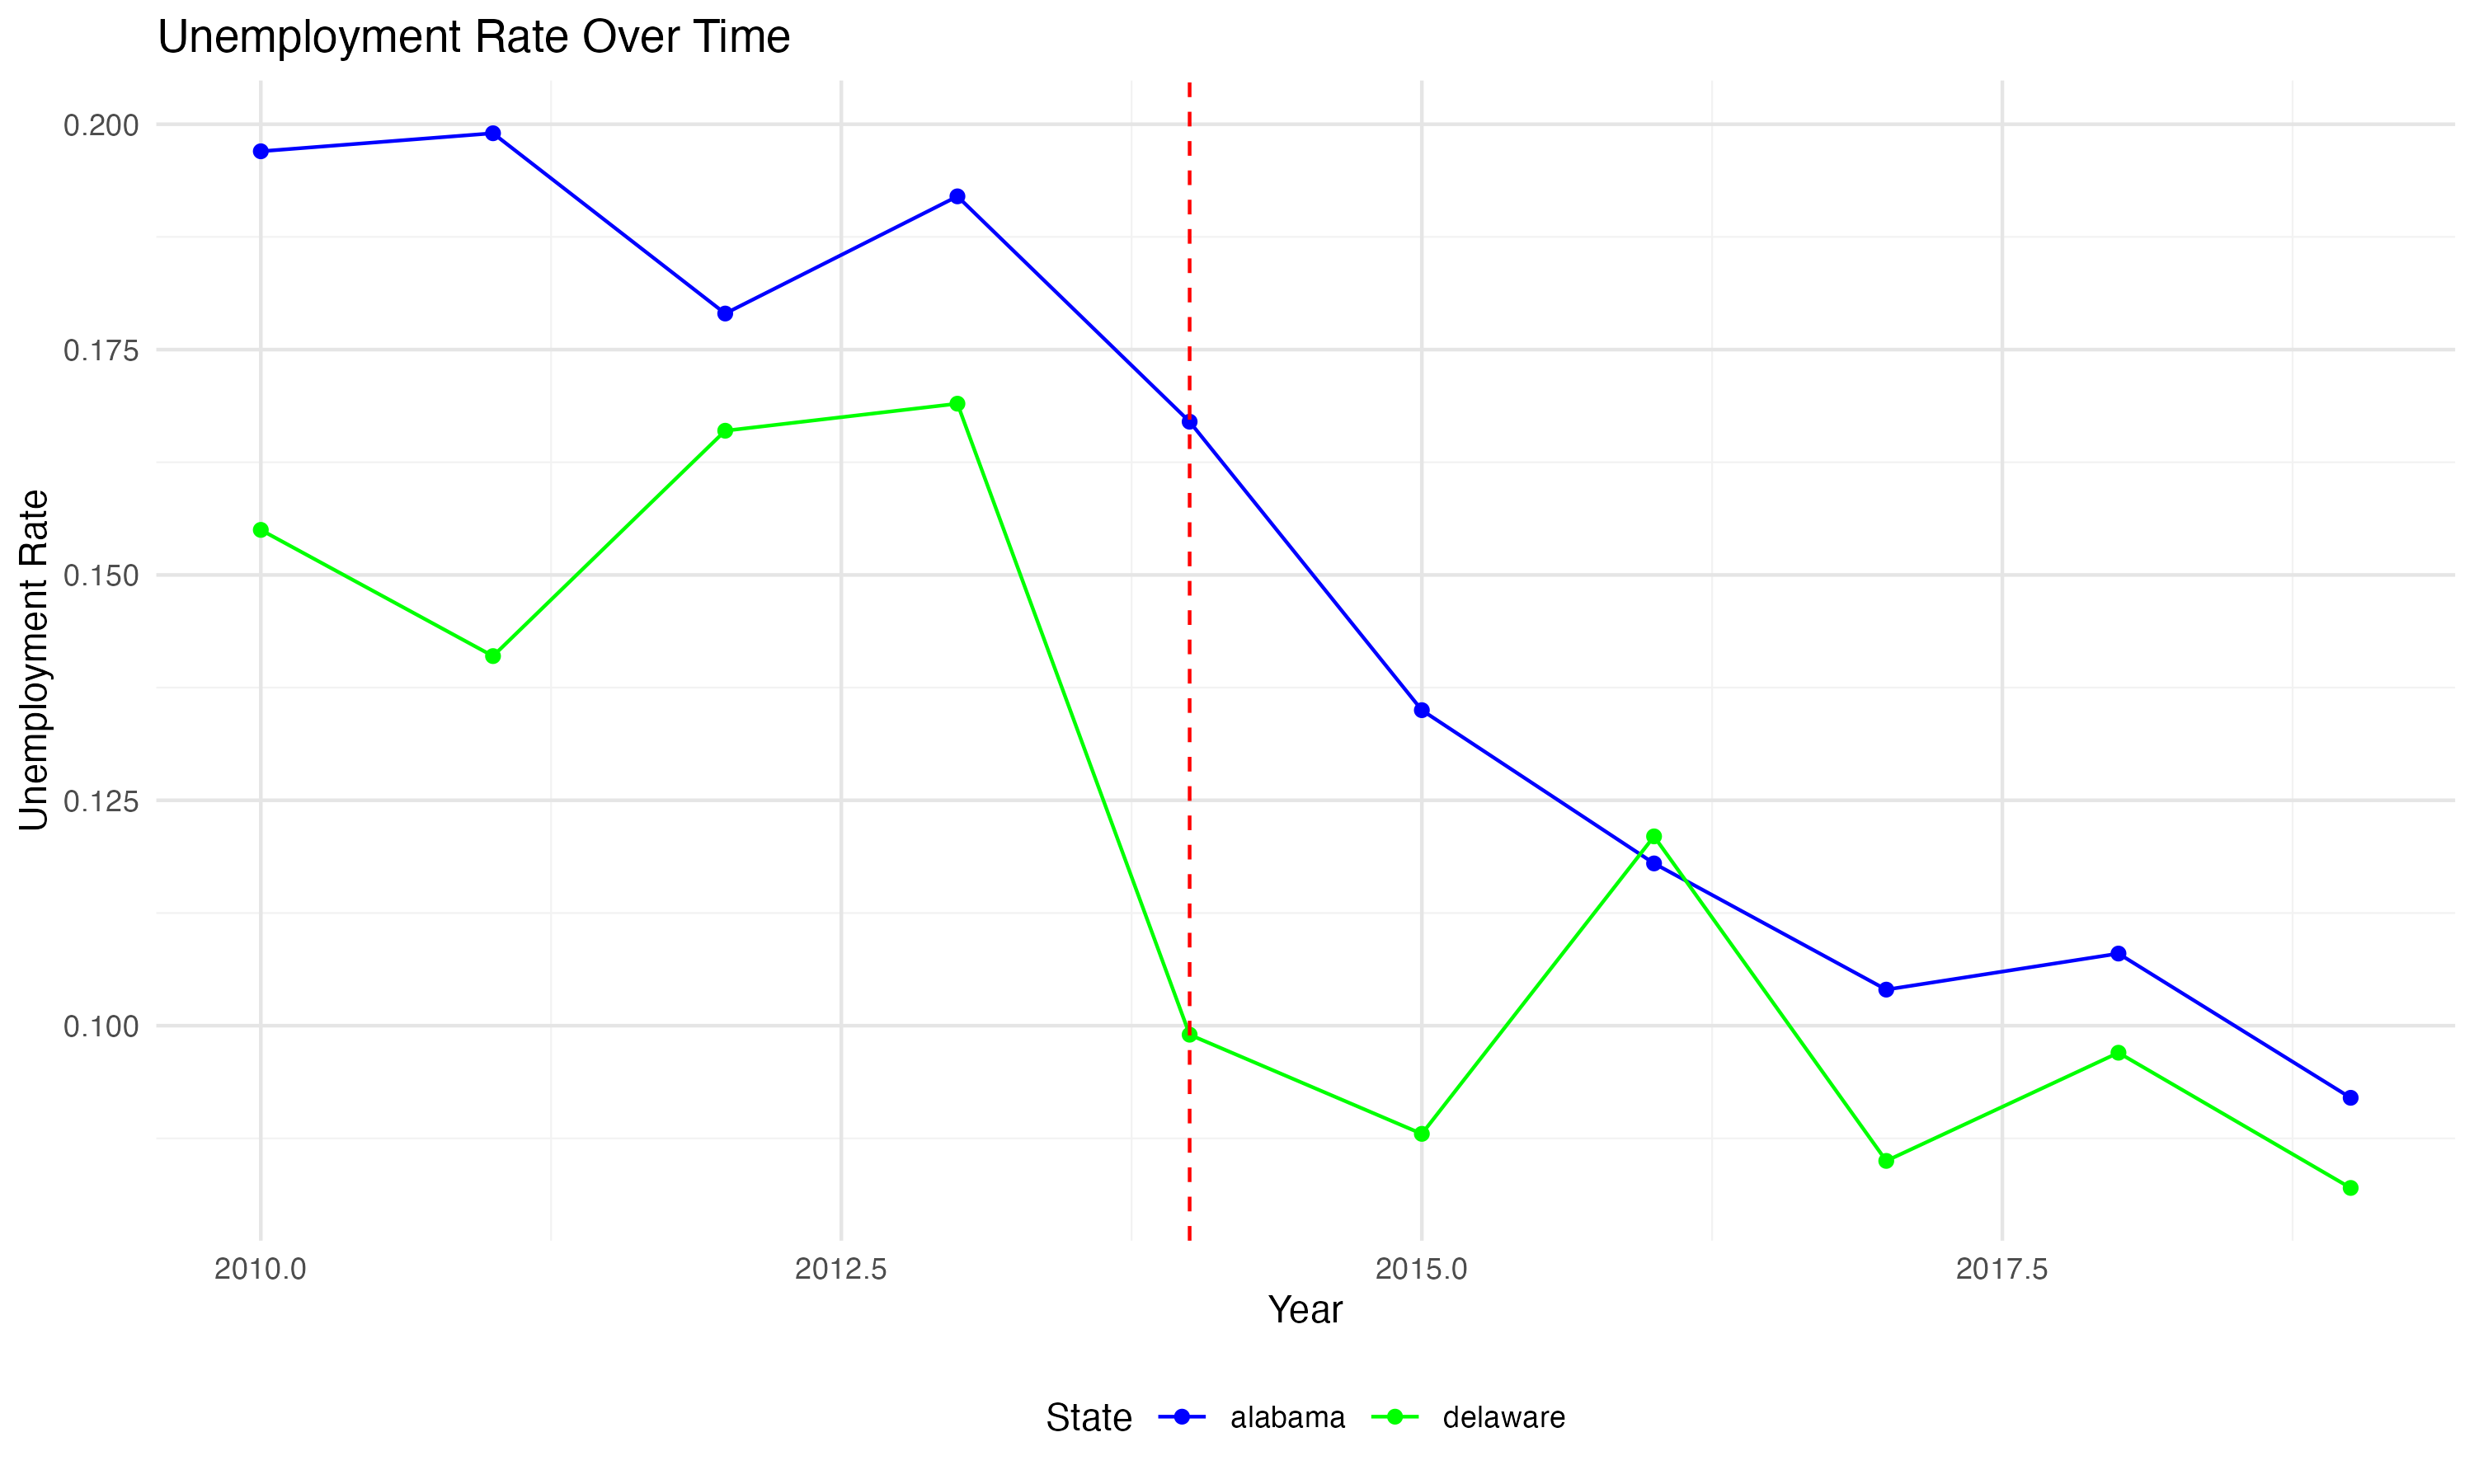 Unemployment Rate Over Time
Unemployment Rate
0.200
0.175
0.150
0.125
0.100
2010.0 2012.5 2015.0 2017.5
Year
State alabama delaware